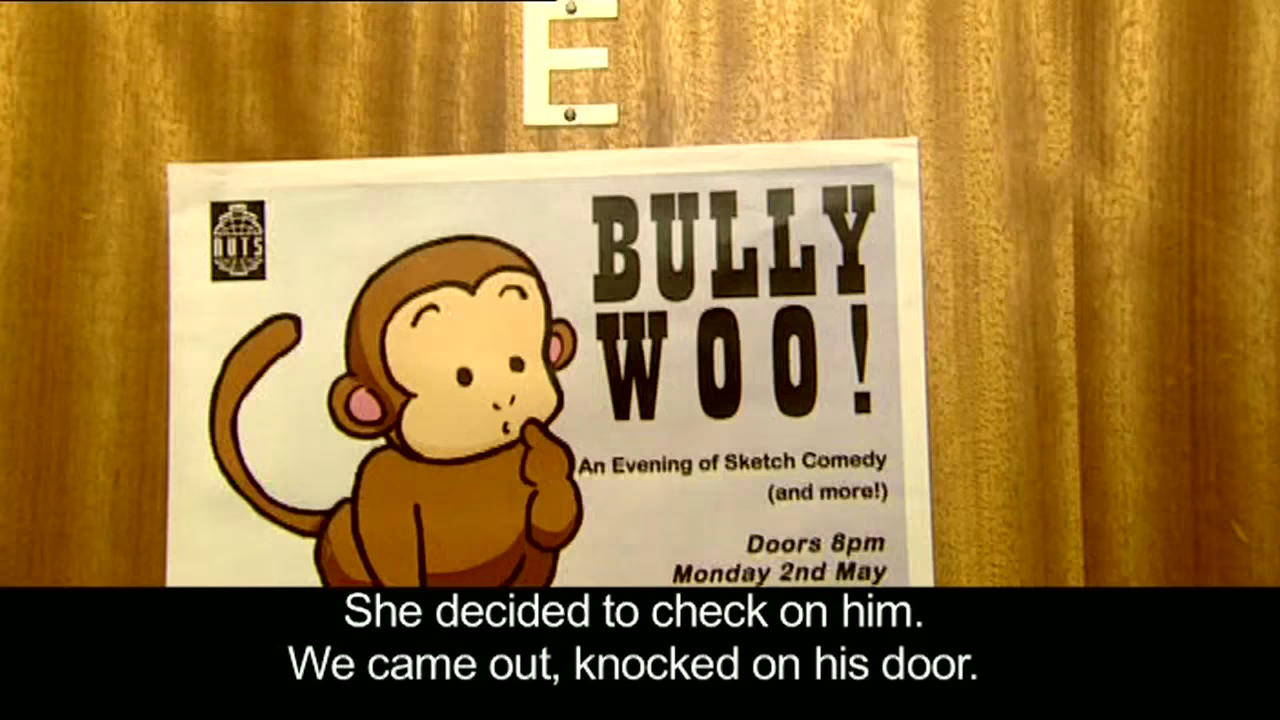 E
NUTS
BULLY
WOO!
An Evening of Sketch Comedy
(and more!)
Doors 8pm
Monday 2nd May
She decided to check on him.
We came out, knocked on his door.